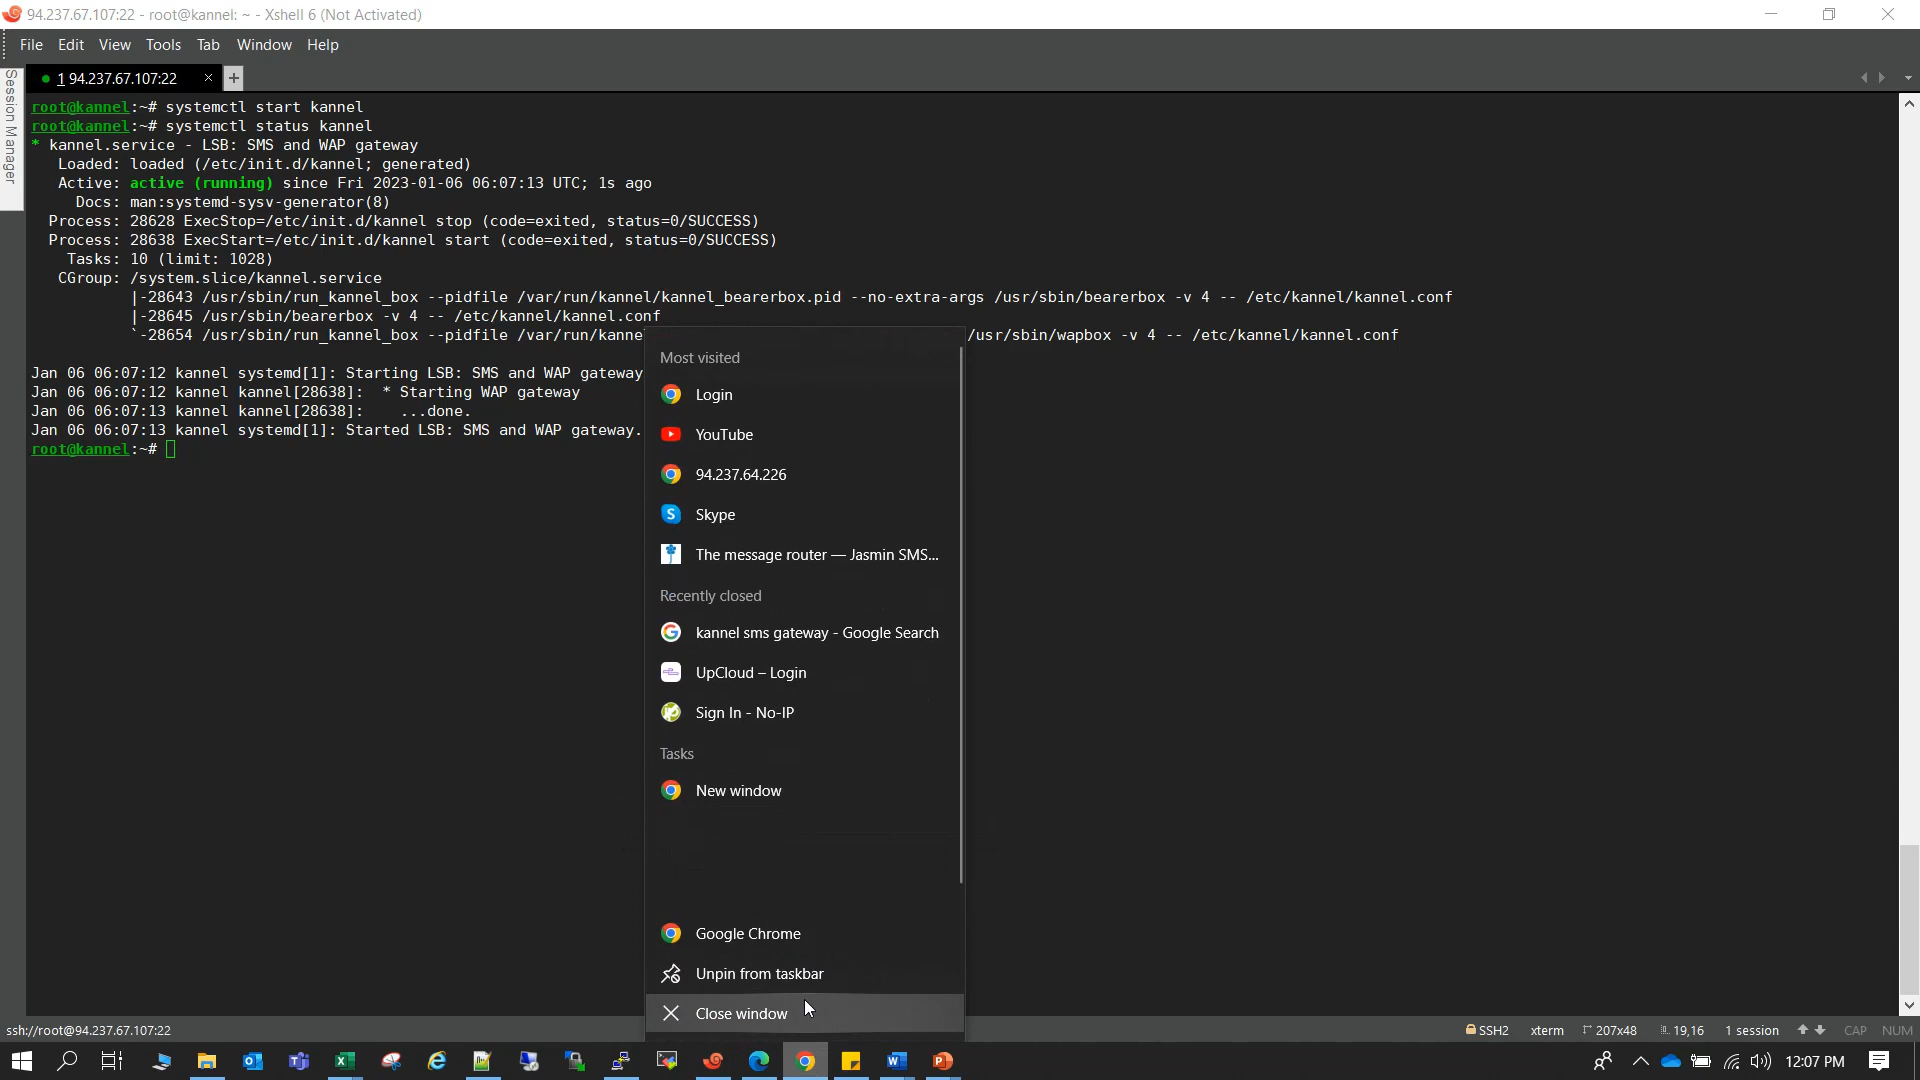 94.237.67.107:22 - root@kannel: ~ - Xshell 6 (Not Activated)
File Edit View Tools Tab Window Help
Session Manager
1 94.237.67.107:22 × +
root@kannel:~# systemctl start kannel
root@kannel:~# systemctl status kannel
* kannel.service - LSB: SMS and WAP gateway
Loaded: loaded (/etc/init.d/kannel; generated)
Active: active (running) since Fri 2023-01-06 06:07:13 UTC; 1s ago
Docs: man:systemd-sysv-generator(8)
Process: 28628 ExecStop=/etc/init.d/kannel stop (code=exited, status=0/SUCCESS)
Process: 28638 ExecStart=/etc/init.d/kannel start (code=exited, status=0/SUCCESS)
Tasks: 10 (limit: 1028)
CGroup: /system.slice/kannel.service
|-28643 /usr/sbin/run_kannel_box --pidfile /var/run/kannel/kannel_bearerbox.pid --no-extra-args /usr/sbin/bearerbox -v 4 -- /etc/kannel/kannel.conf
|-28645 /usr/sbin/bearerbox -v 4 -- /etc/kannel/kannel.conf
`-28654 /usr/sbin/run_kannel_box --pidfile /var/run/kanne /usr/sbin/wapbox -v 4 -- /etc/kannel/kannel.conf
Jan 06 06:07:12 kannel systemd[1]: Starting LSB: SMS and WAP gateway
Jan 06 06:07:12 kannel kannel[28638]: * Starting WAP gateway
Jan 06 06:07:13 kannel kannel[28638]: ...done.
Jan 06 06:07:13 kannel systemd[1]: Started LSB: SMS and WAP gateway.
root@kannel:~#
Most visited
Login
YouTube
94.237.64.226
Skype
The message router — Jasmin SMS...
Recently closed
kannel sms gateway - Google Search
UpCloud – Login
Sign In - No-IP
Tasks
New window
Google Chrome
Unpin from taskbar
Close window
ssh://root@94.237.67.107:22 SSH2 xterm 207x48 19,16 1 session CAP NUM
12:07 PM